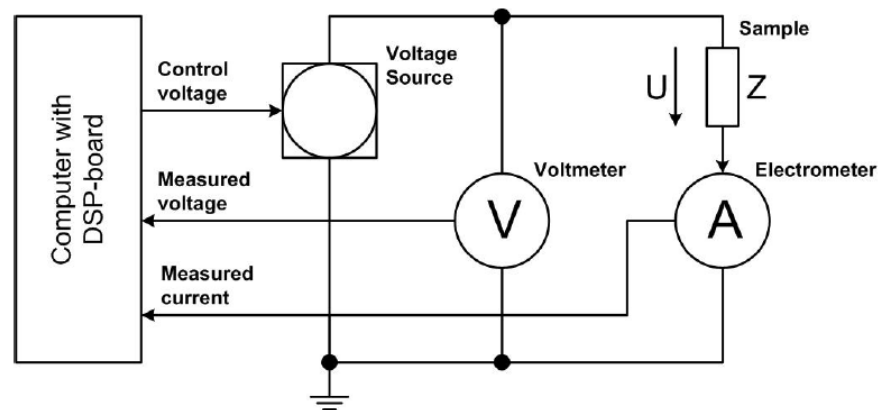 Computer with
DSP-board
Control
voltage
Measured
voltage
Measured
current
Voltage
Source
Voltmeter
V
U
Sample
Z
Electrometer
A